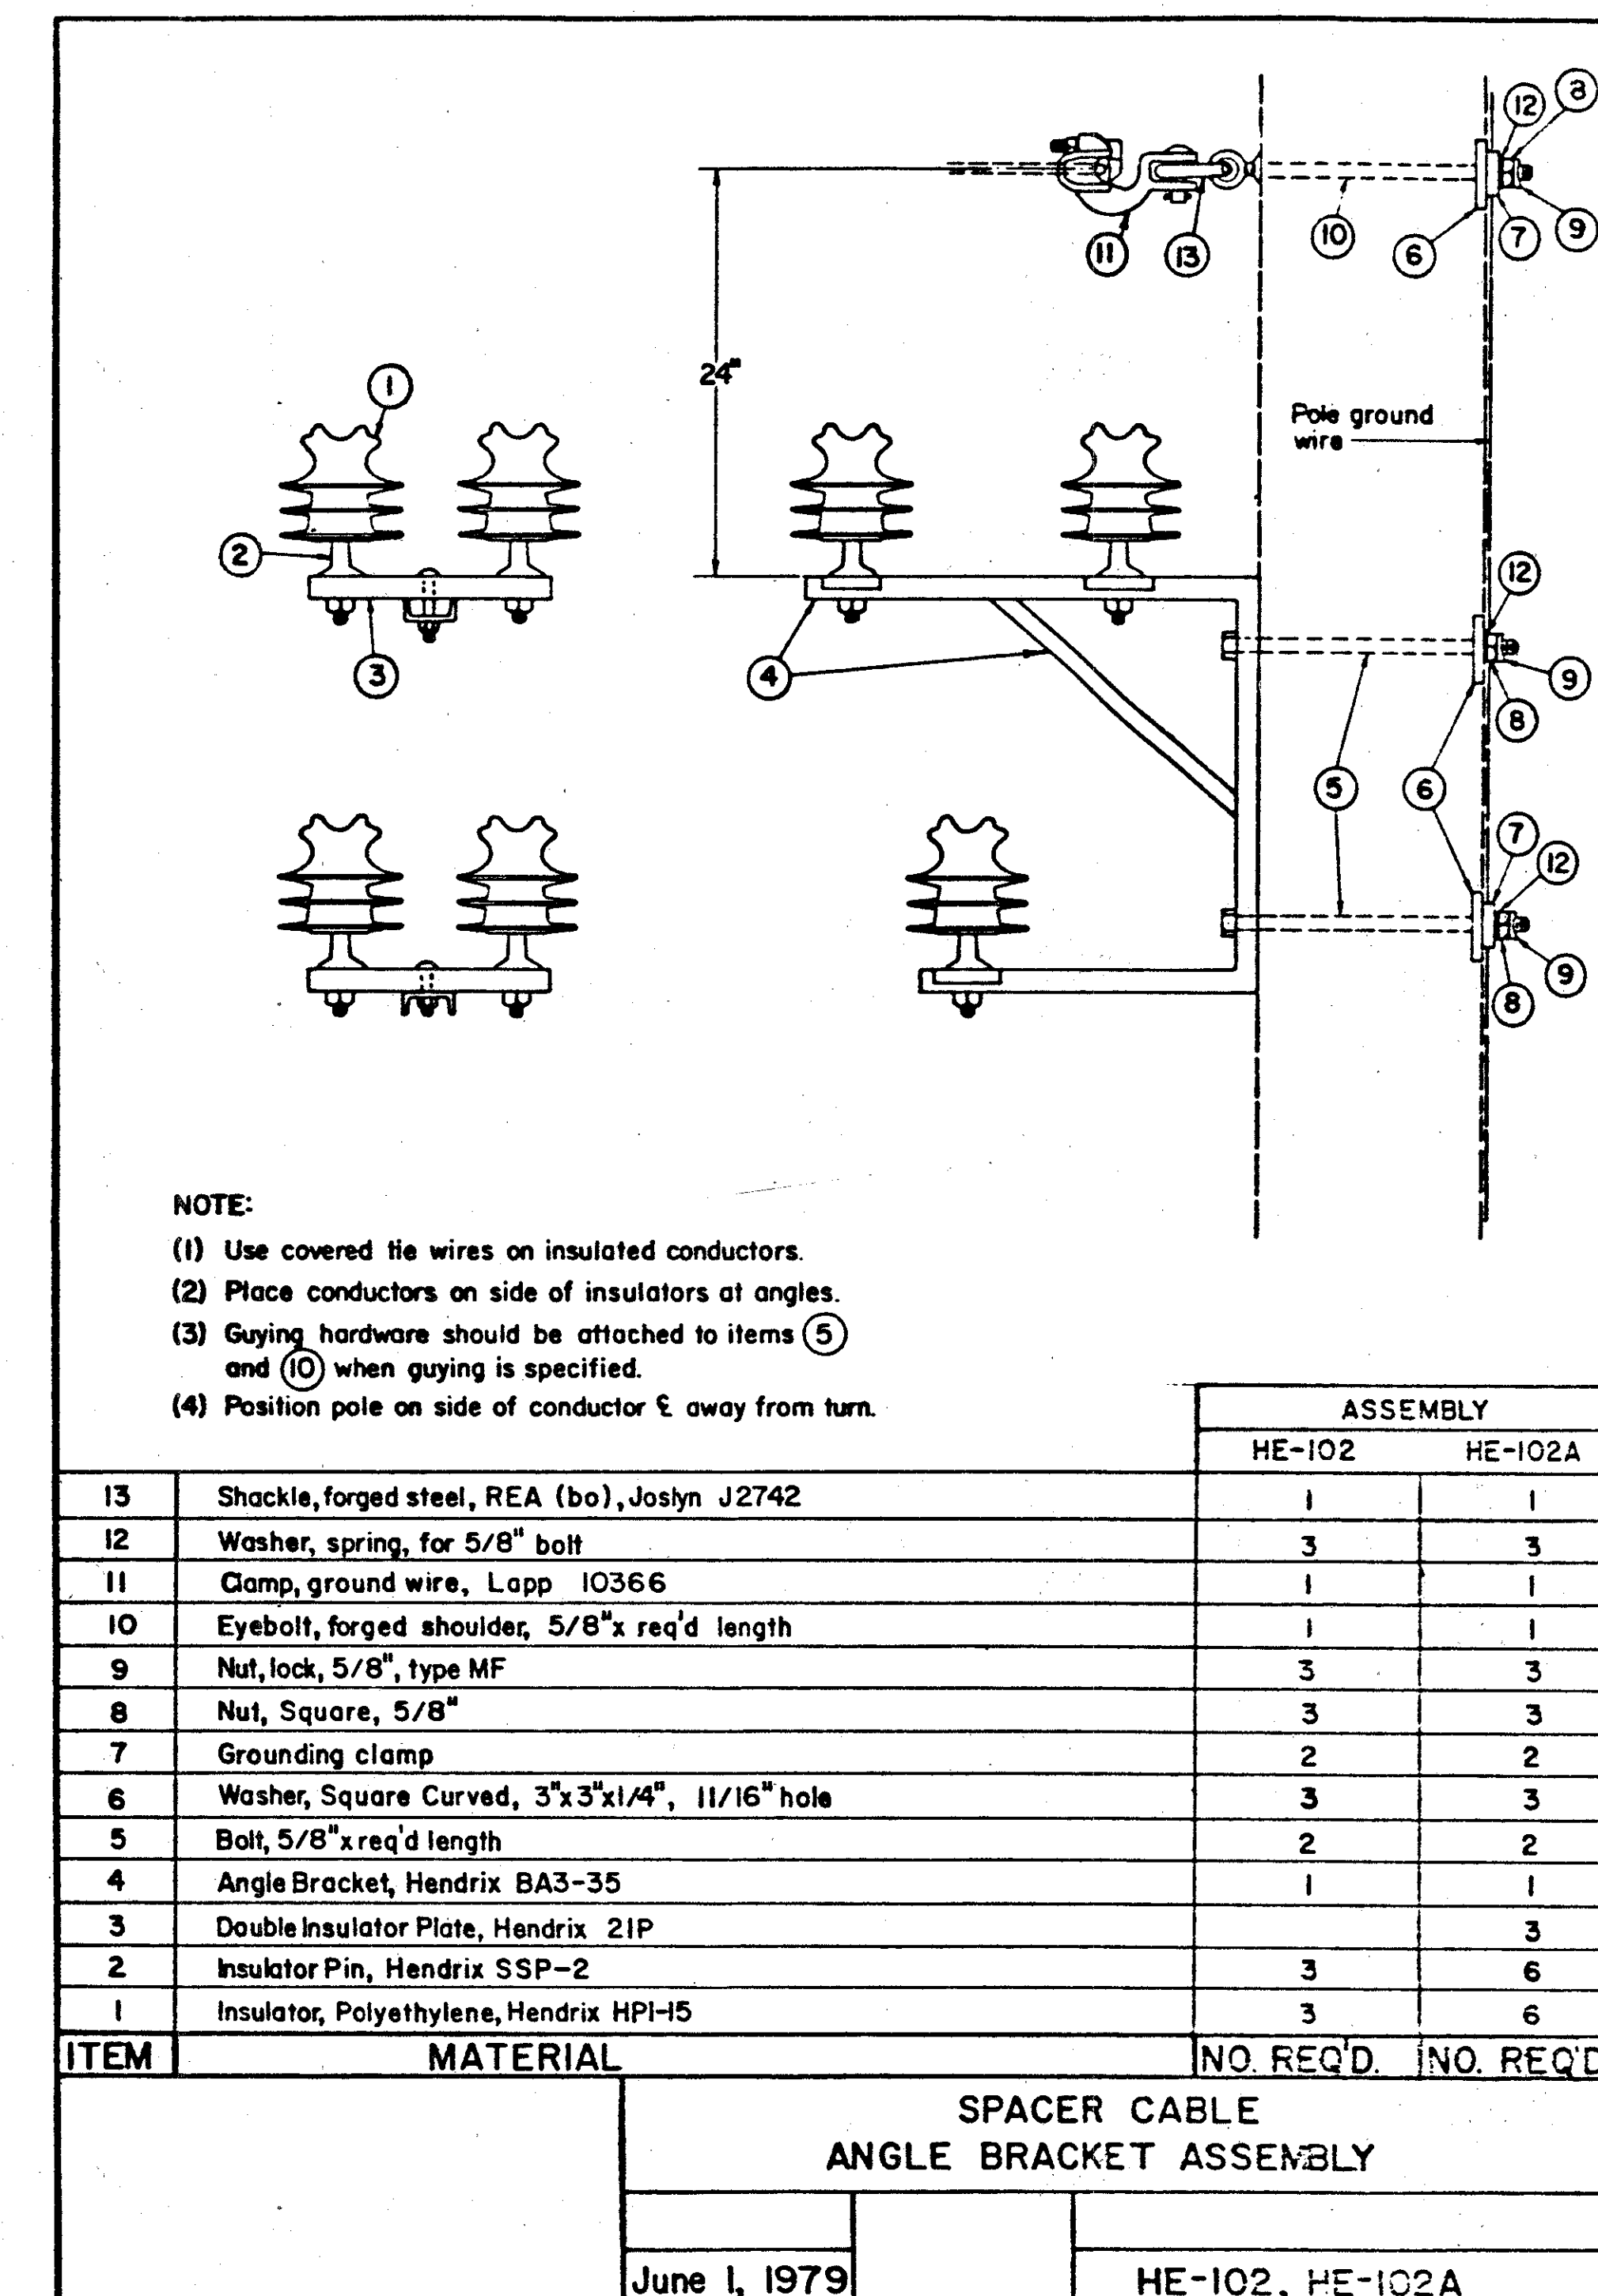 12 8
11 13 10 6 7 9
24"
Pole ground
wire
1
2
3
4
12
9
8
5 6
7
12
9
8
NOTE:
(1) Use covered tie wires on insulated conductors.
(2) Place conductors on side of insulators at angles.
(3) Guying hardware should be attached to items 5
and 10 when guying is specified.
(4) Position pole on side of conductor ℄ away from turn.
ASSEMBLY
HE-102 HE-102A
13 Shackle, forged steel, REA (bo), Joslyn J2742 1 1
12 Washer, spring, for 5/8" bolt 3 3
11 Clamp, ground wire, Lapp 10366 1 1
10 Eyebolt, forged shoulder, 5/8" x req'd length 1 1
9 Nut, lock, 5/8", type MF 3 3
8 Nut, Square, 5/8" 3 3
7 Grounding clamp 2 2
6 Washer, Square Curved, 3"x3"x1/4", 11/16" hole 3 3
5 Bolt, 5/8" x req'd length 2 2
4 Angle Bracket, Hendrix BA3-35 1 1
3 Double Insulator Plate, Hendrix 21P 3
2 Insulator Pin, Hendrix SSP-2 3 6
1 Insulator, Polyethylene, Hendrix HPI-15 3 6
ITEM MATERIAL NO. REQ'D. NO. REQ'D
SPACER CABLE
ANGLE BRACKET ASSEMBLY
June 1, 1979 HE-102, HE-102A